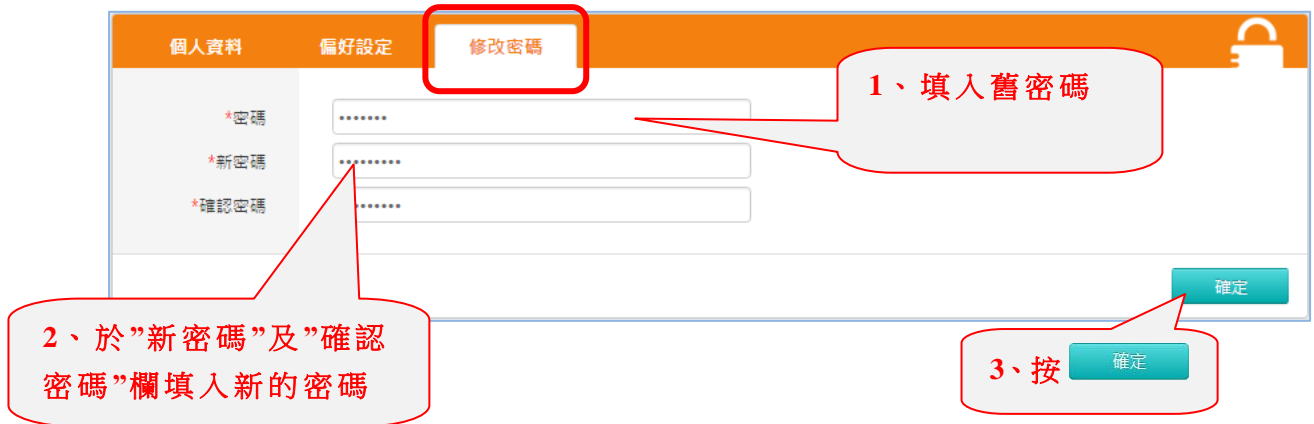 個人資料 偏好設定 修改密碼
1、填入舊密碼
*密碼 •••••••
*新密碼 •••••••••
*確認密碼 •••••••
確定
2、於”新密碼”及”確認
密碼”欄填入新的密碼
3、按 確定